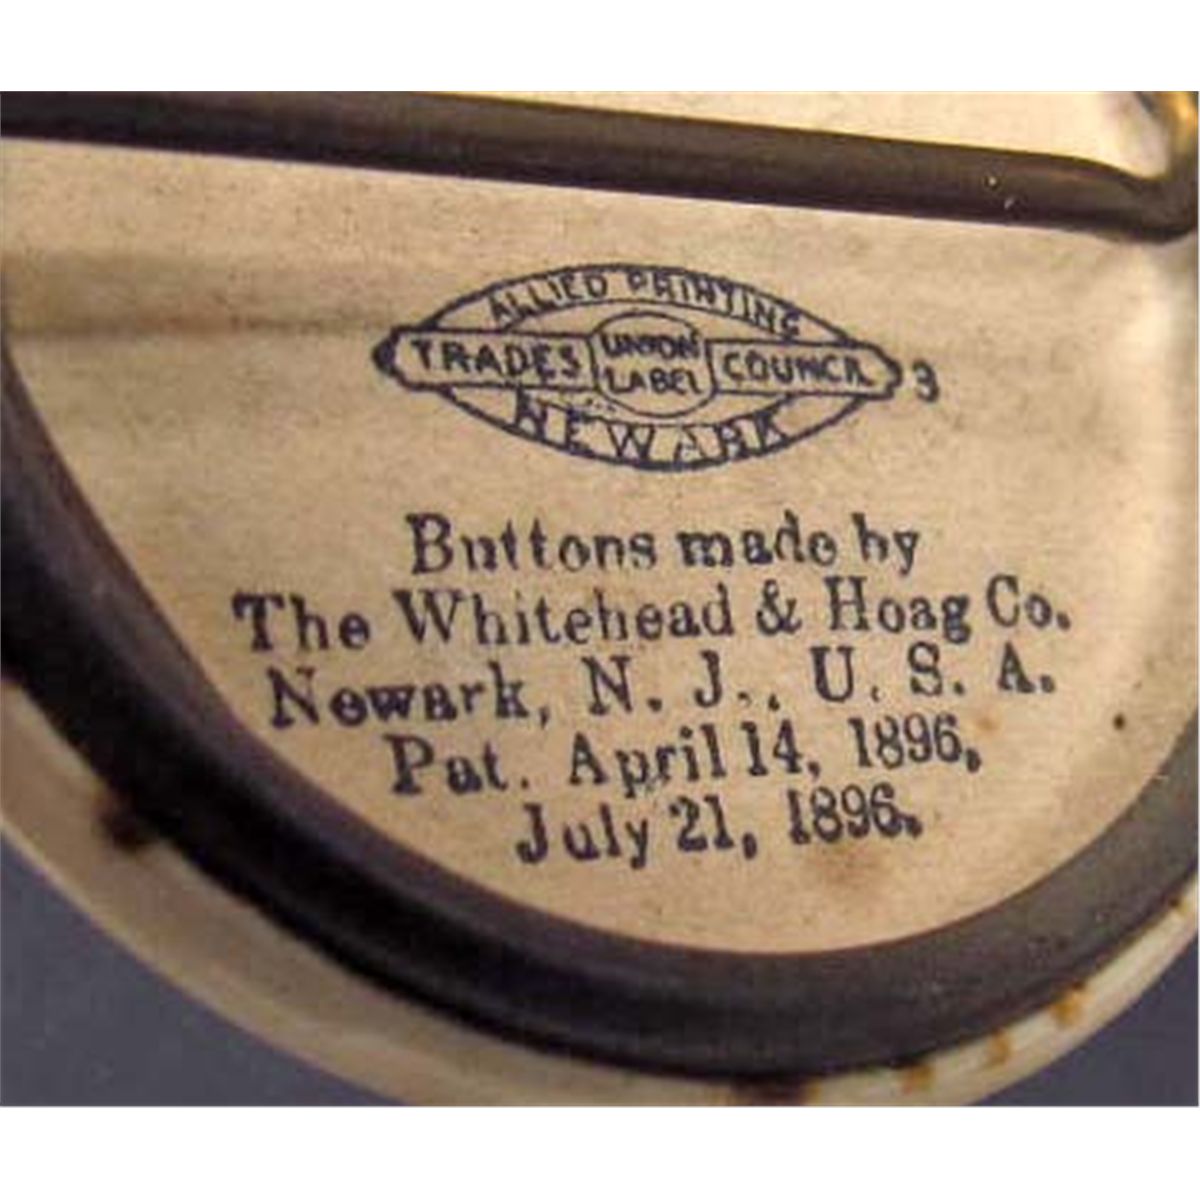 ALLIED PRINTING
TRADES UNION LABEL COUNCIL 3
NEWARK
Buttons made by
The Whitehead & Hoag Co.
Newark, N. J., U. S. A.
Pat. April 14, 1896,
July 21, 1896.